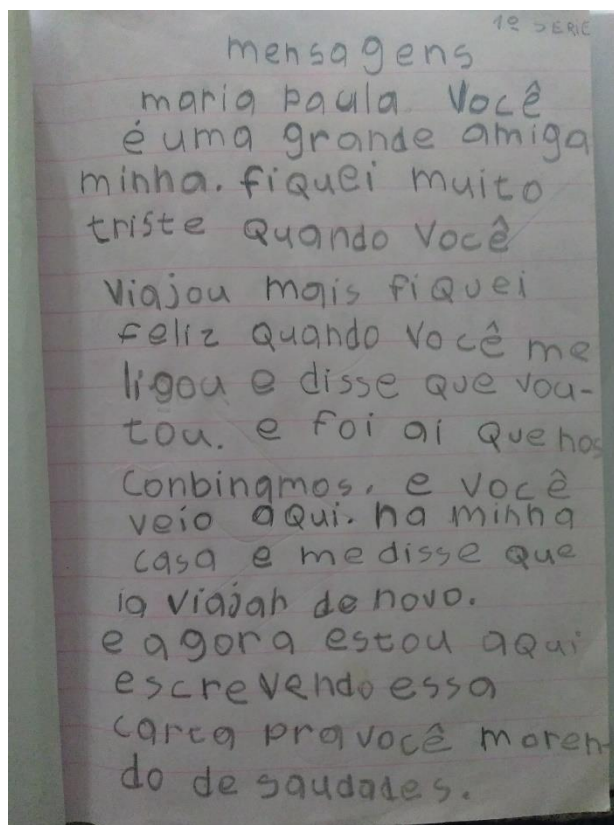 1º SERIE
mensagens
maria paula você
é uma grande amiga
minha. fiquei muito
triste quando você
viajou mais fiquei
feliz quando você me
ligou e disse que vou-
tou. e foi ai que nos
conbinamos. e você
veio aqui. na minha
casa e me disse que
ia viajah de novo.
e agora estou aqui
escrevendo essa
carta pra você moren-
do de saudades.